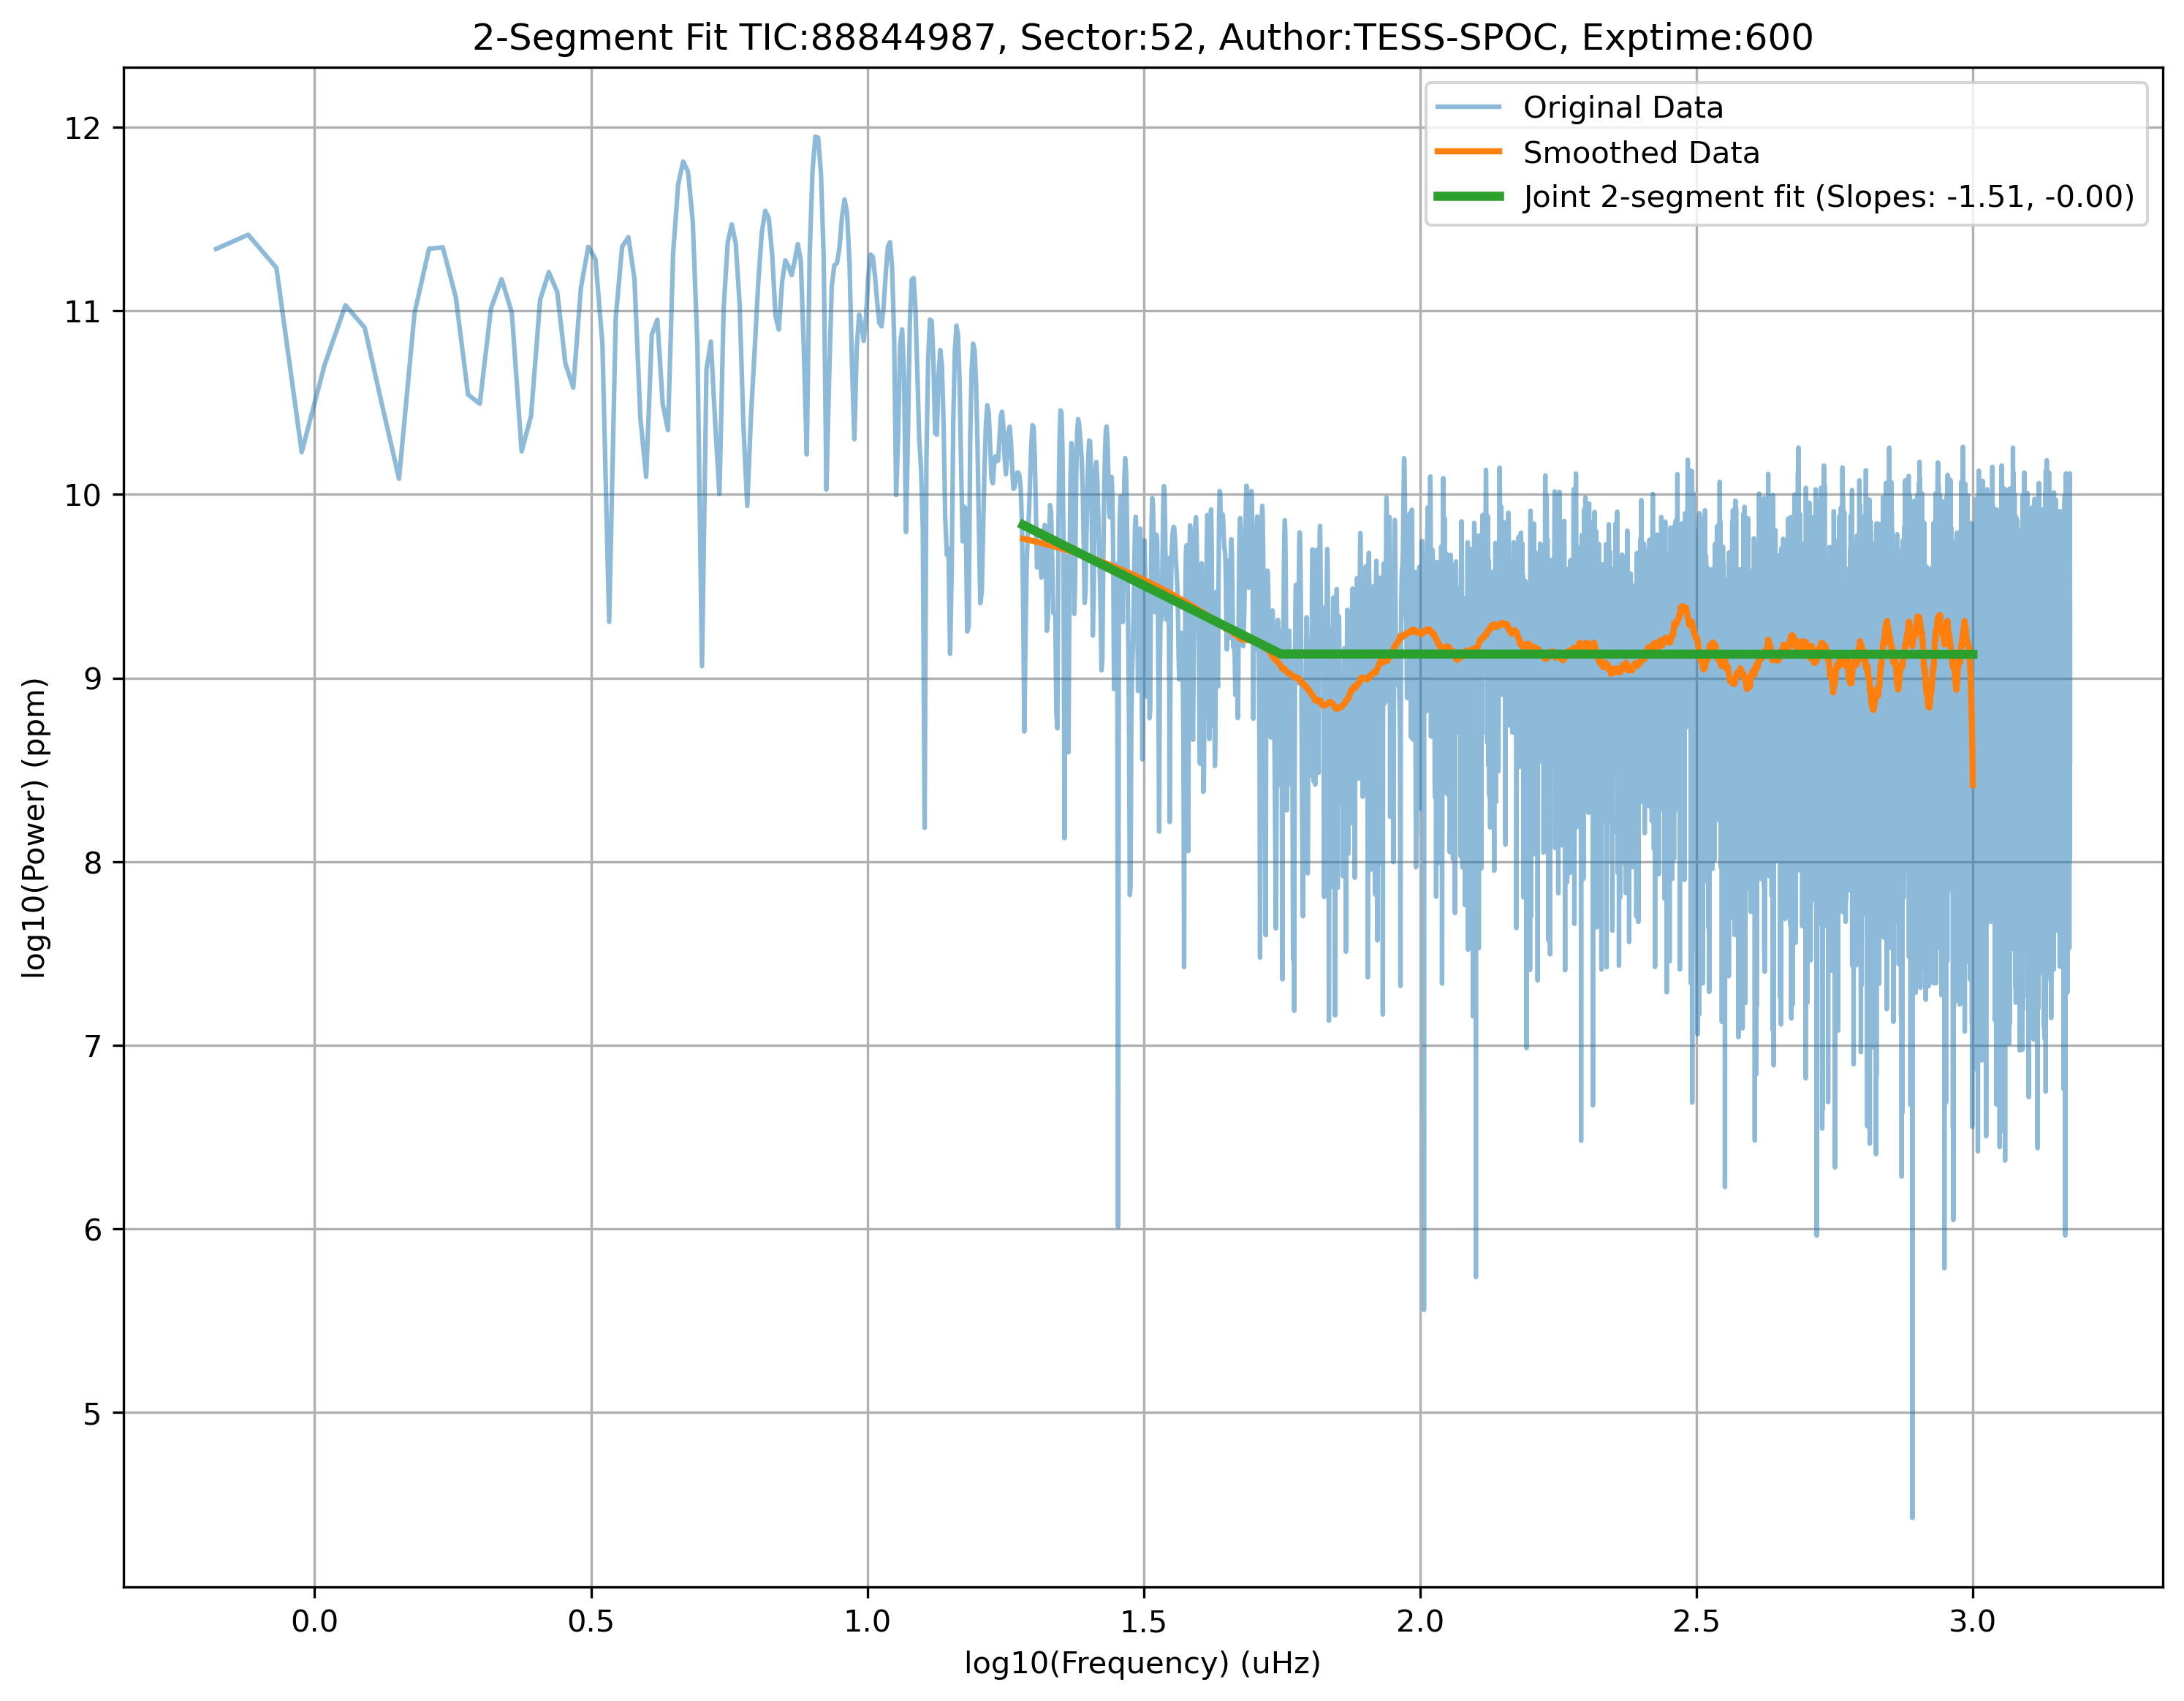 2-Segment Fit TIC:88844987, Sector:52, Author:TESS-SPOC, Exptime:600
Original Data
Smoothed Data
Joint 2-segment fit (Slopes: -1.51, -0.00)
log10(Power) (ppm)
12
11
10
9
8
7
6
5
0.0 0.5 1.0 1.5 2.0 2.5 3.0
log10(Frequency) (uHz)